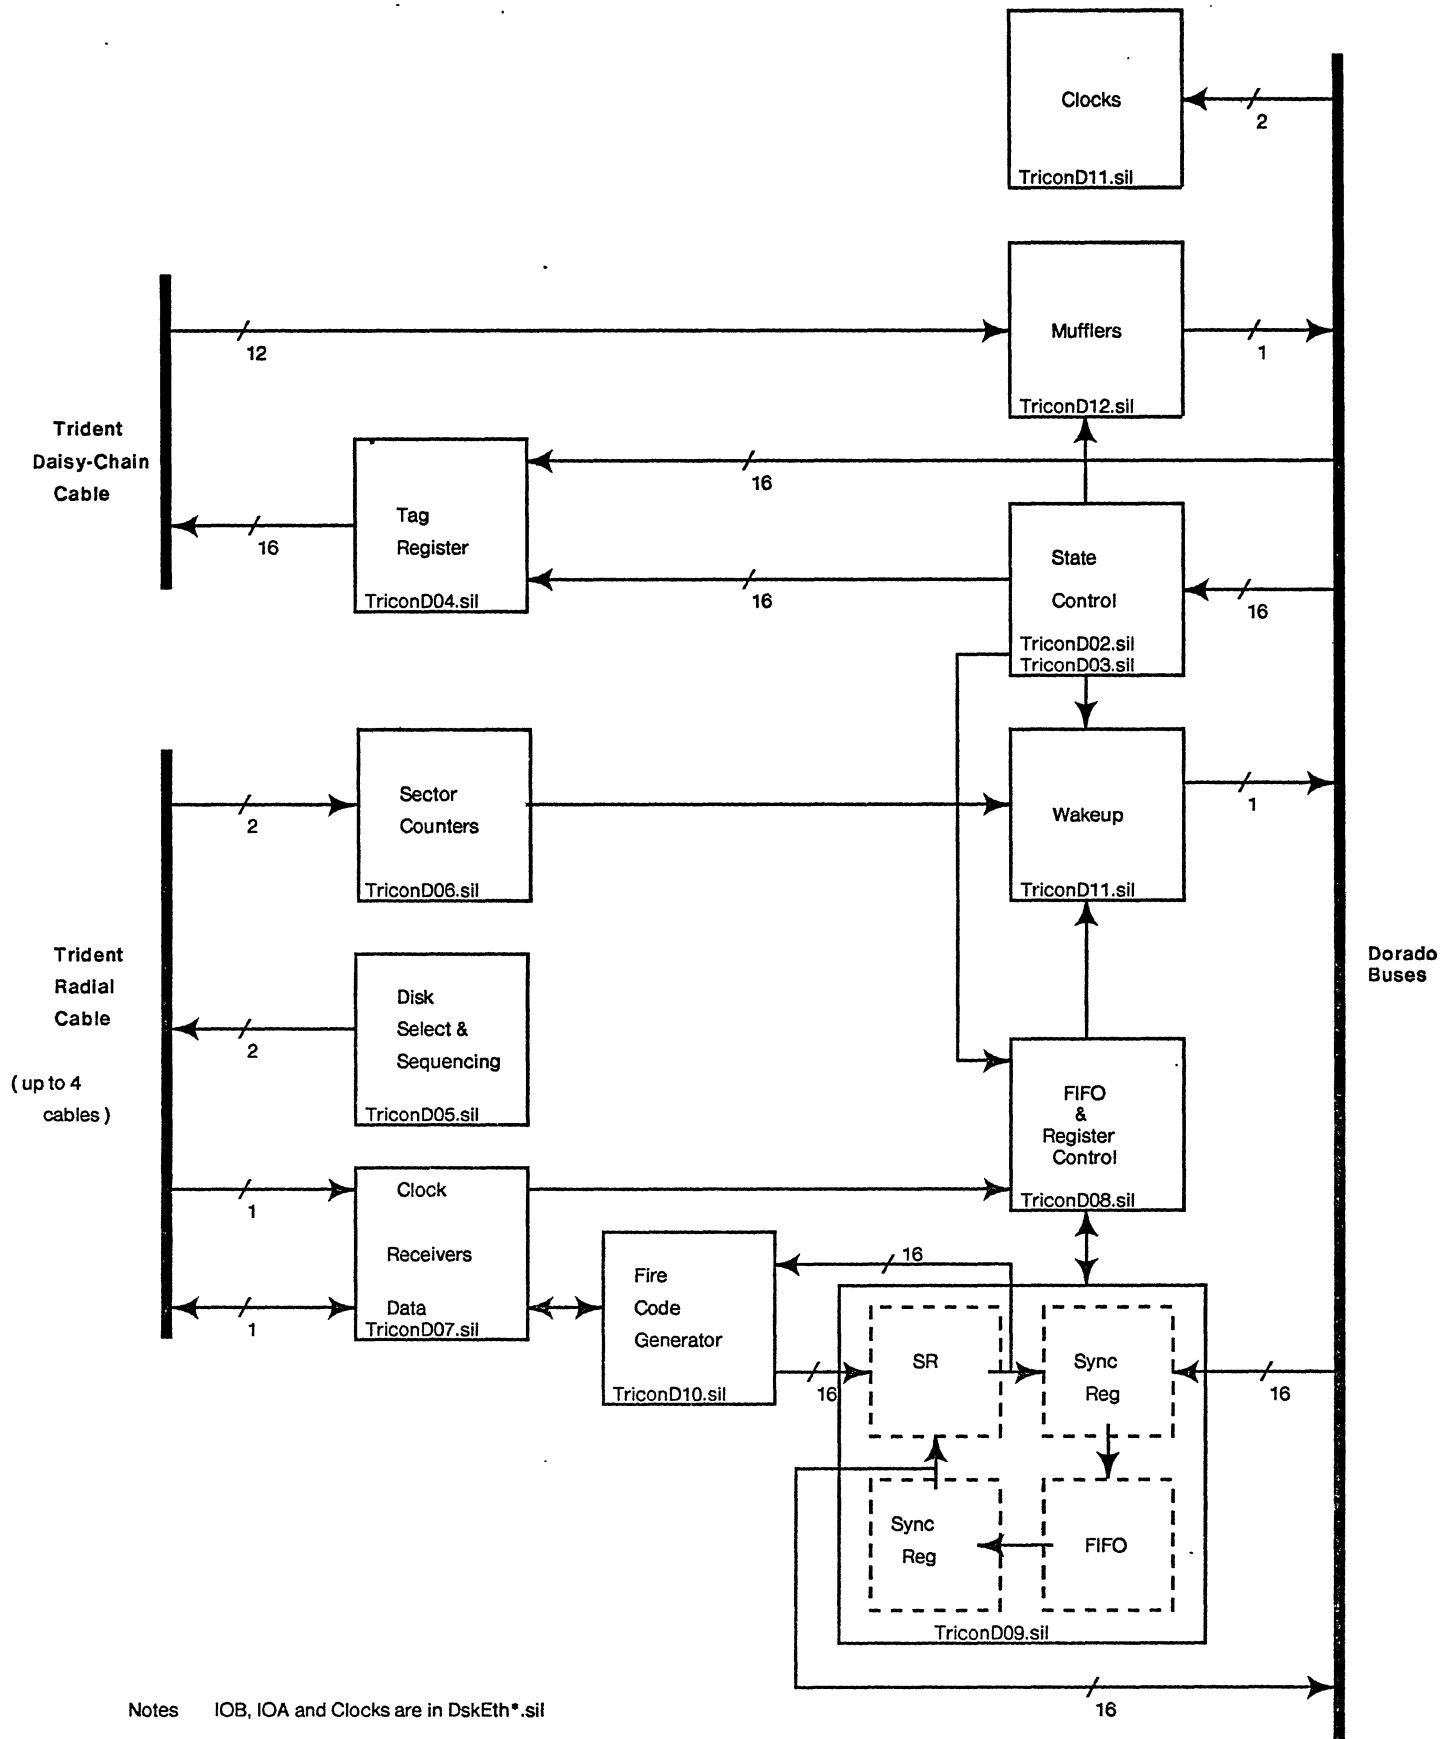 Clocks
2
TriconD11.sil
Mufflers
12
1
TriconD12.sil
Trident
Daisy-Chain
Cable
16
Tag
Register
16
16
TriconD04.sil
State
Control
16
TriconD02.sil
TriconD03.sil
Sector
Counters
2
TriconD06.sil
Wakeup
1
TriconD11.sil
Trident
Radial
Cable
( up to 4
cables )
Dorado
Buses
Disk
Select &
Sequencing
2
TriconD05.sil
FIFO
&
Register
Control
TriconD08.sil
Clock
1
Receivers
Data
1
TriconD07.sil
Fire
Code
Generator
16
16
TriconD10.sil
SR
Sync
Reg
16
Sync
Reg
FIFO
TriconD09.sil
16
Notes IOB, IOA and Clocks are in DskEth*.sil